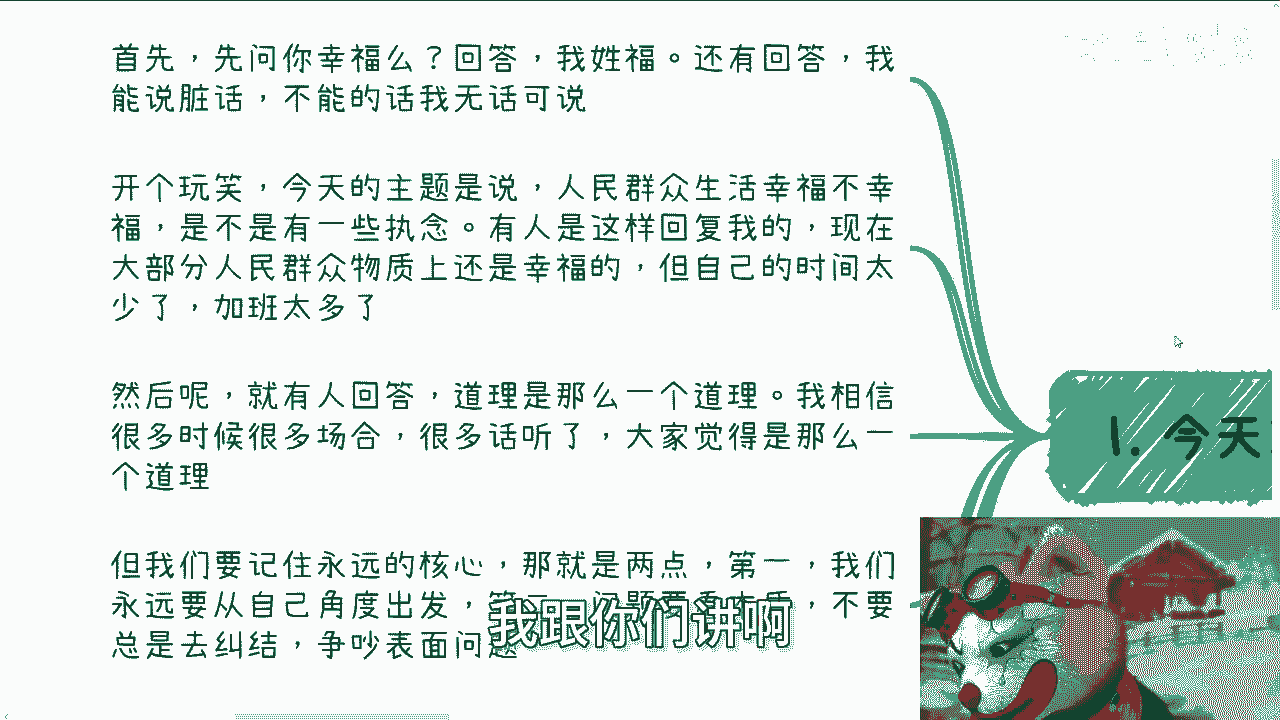 首先，先问你幸福么？回答，我姓福。还有回答，我
能说脏话，不能的话我无话可说
开个玩笑，今天的主题是说，人民群众生活幸福不幸
福，是不是有一些执念。有人是这样回复我的，现在
大部分人民群众物质上还是幸福的，但自己的时间太
少了，加班太多了
然后呢，就有人回答，道理是那么一个道理。我相信
很多时候很多场合，很多话听了，大家觉得是那么一
个道理
但我们要记住永远的核心，那就是两点，第一，我们
永远要从自己角度出发，，不要
总是去纠结，争吵表面问题
1. 今天
我跟你们讲啊